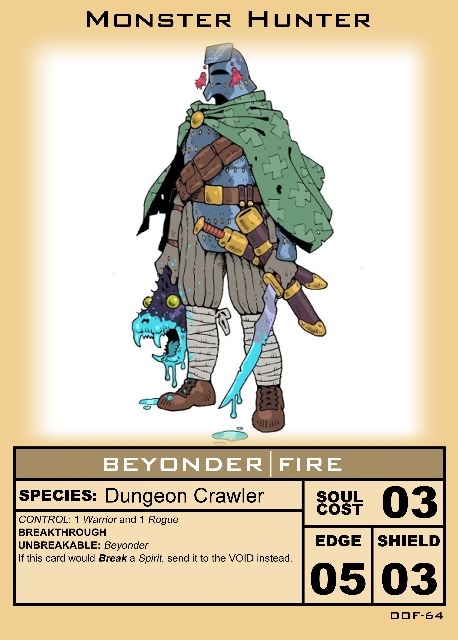 Monster Hunter
BEYONDER|FIRE
SPECIES: Dungeon Crawler
CONTROL: 1 Warrior and 1 Rogue
BREAKTHROUGH
UNBREAKABLE: Beyonder
If this card would Break a Spirit, send it to the VOID instead.
SOUL
COST
03
EDGE
05
SHIELD
03
OOF-64